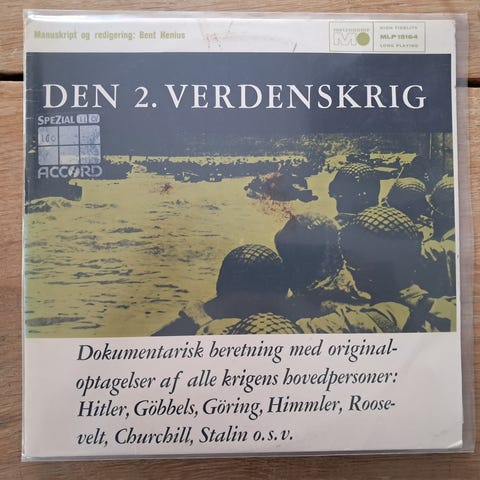 Manuskript og redigering: Bent Henius
metronome
HIGH FIDELITY
MLP 15164
LONG PLAYING
DEN 2. VERDENSKRIG
SPEZIAL
ACCORD
Dokumentarisk beretning med original-
optagelser af alle krigens hovedpersoner:
Hitler, Göbbels, Göring, Himmler, Roose-
velt, Churchill, Stalin o.s.v.